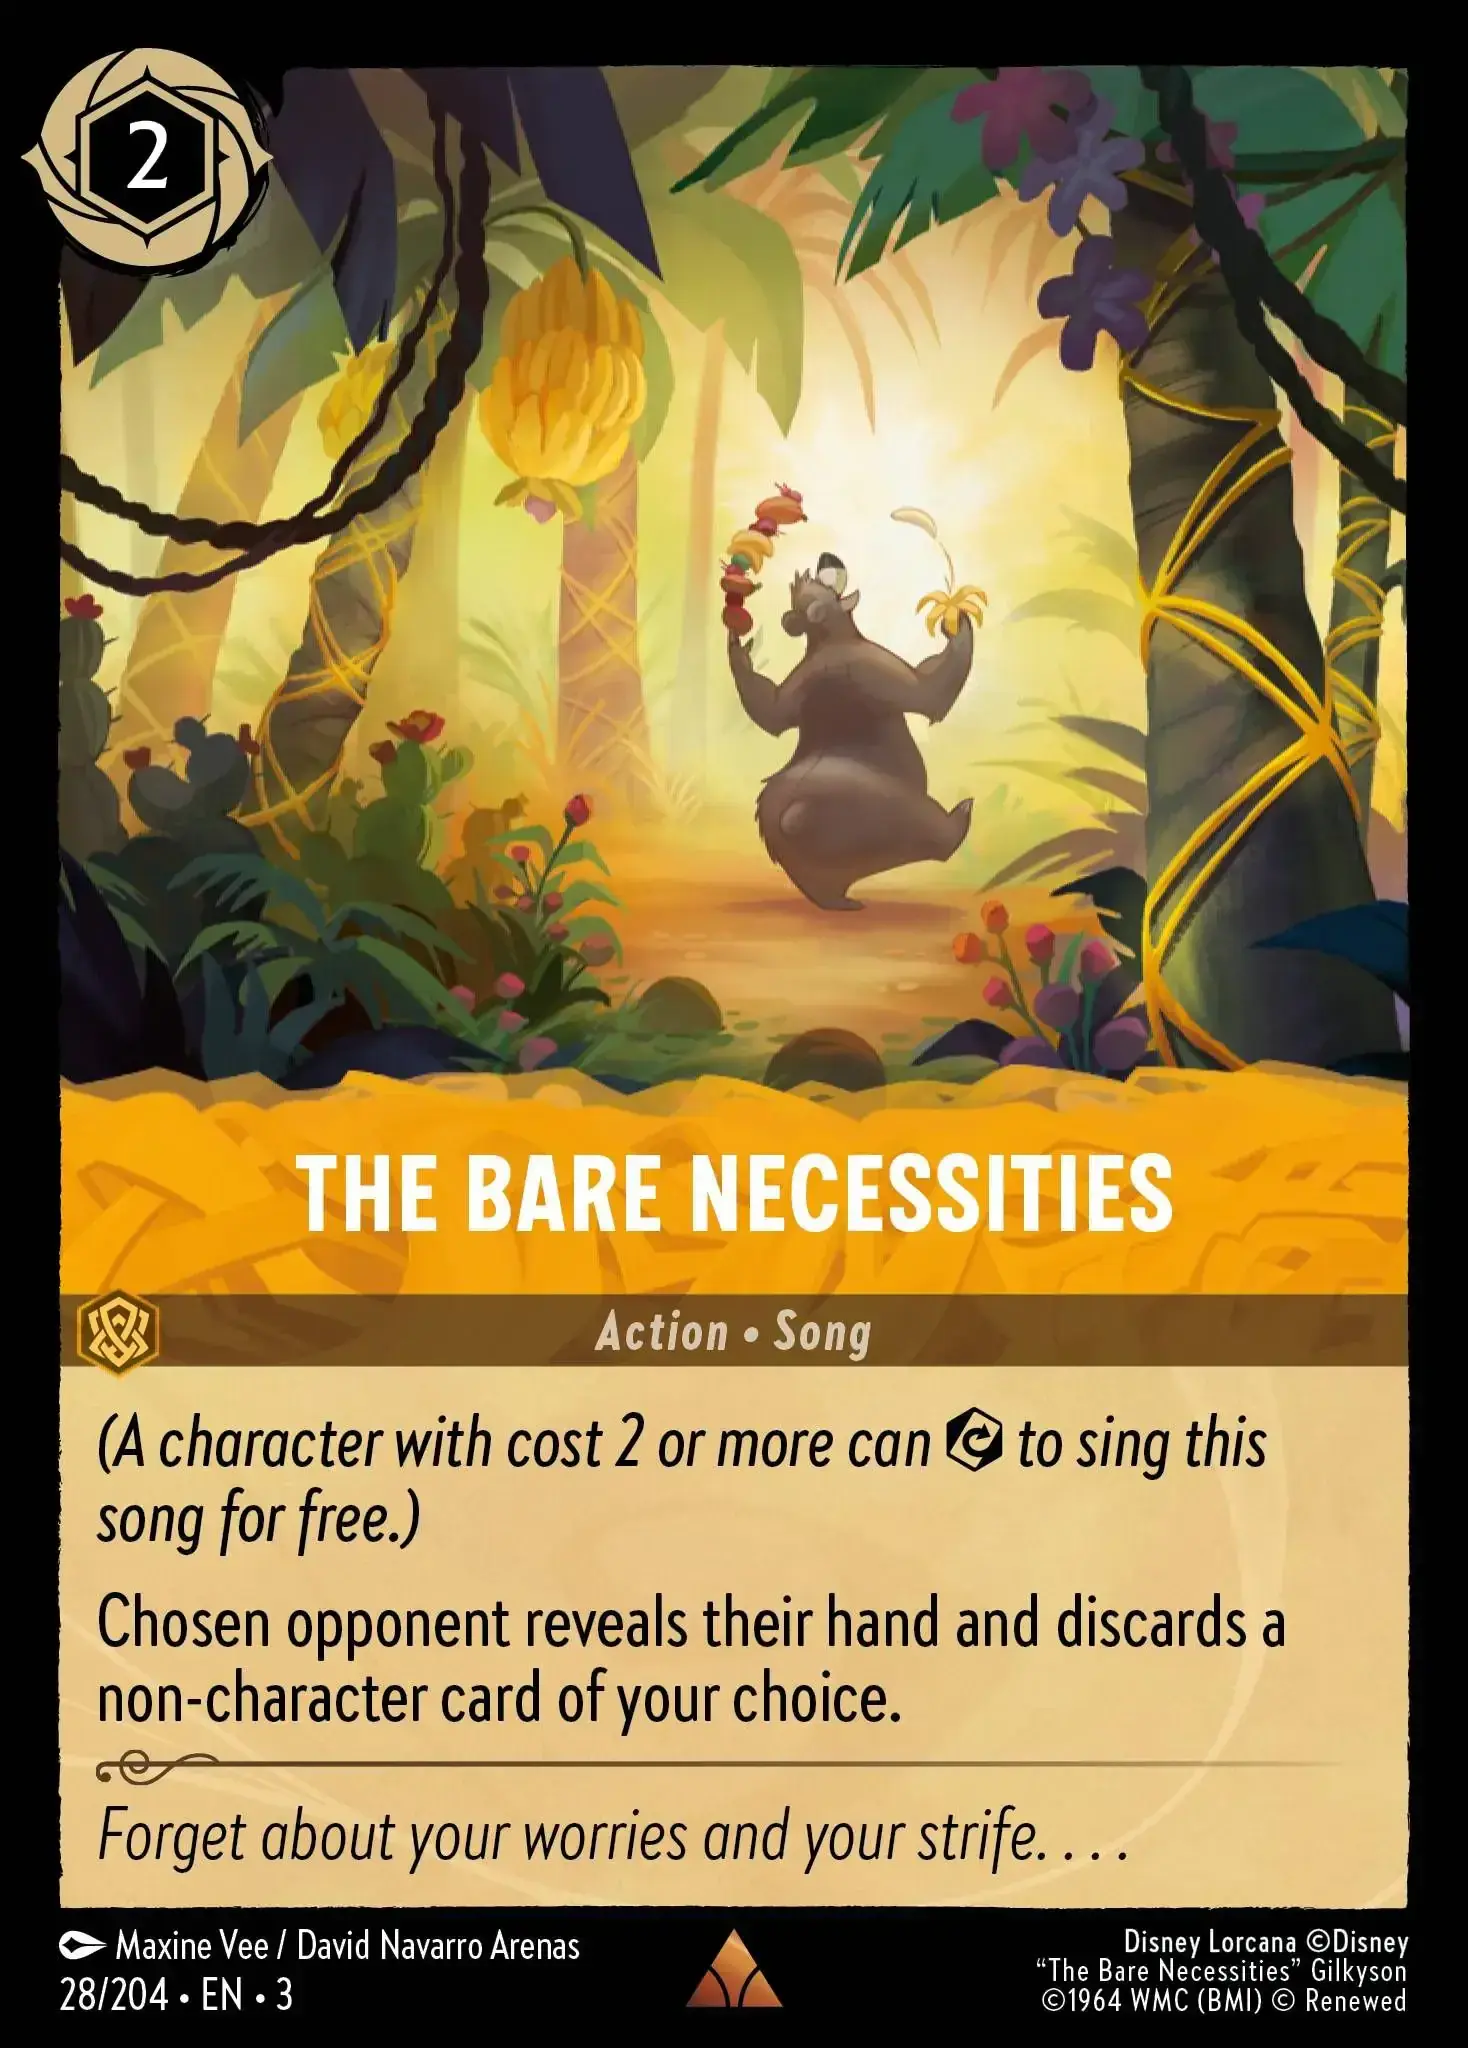 2
THE BARE NECESSITIES
Action • Song
(A character with cost 2 or more can to sing this
song for free.)
Chosen opponent reveals their hand and discards a
non-character card of your choice.
Forget about your worries and your strife. . . .
Maxine Vee / David Navarro Arenas
28/204 • EN • 3
Disney Lorcana ©Disney
“The Bare Necessities” Gilkyson
©1964 WMC (BMI) © Renewed